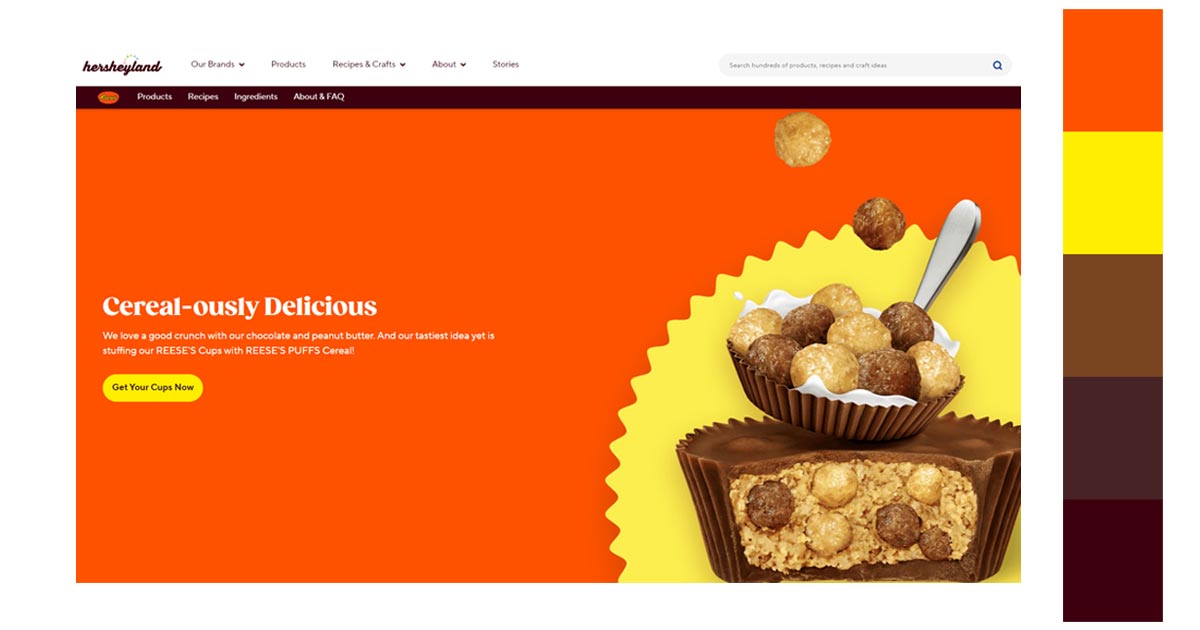 hersheyland
Our Brands
Products
Recipes & Crafts
About
Stories
Search hundreds of products, recipes and craft ideas
Products
Recipes
Ingredients
About & FAQ
Cereal-ously Delicious
We love a good crunch with our chocolate and peanut butter. And our tastiest idea yet is
stuffing our REESE'S Cups with REESE'S PUFFS Cereal!
Get Your Cups Now